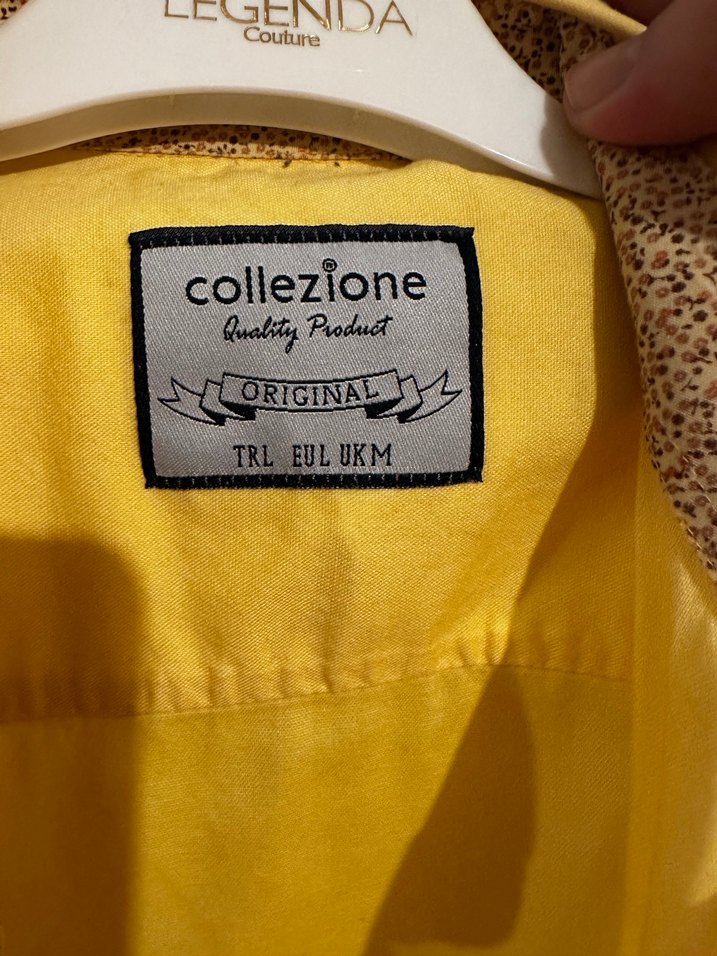 LEGENDA
Couture
collezione
Quality Product
ORIGINAL
TRL EUL UKM